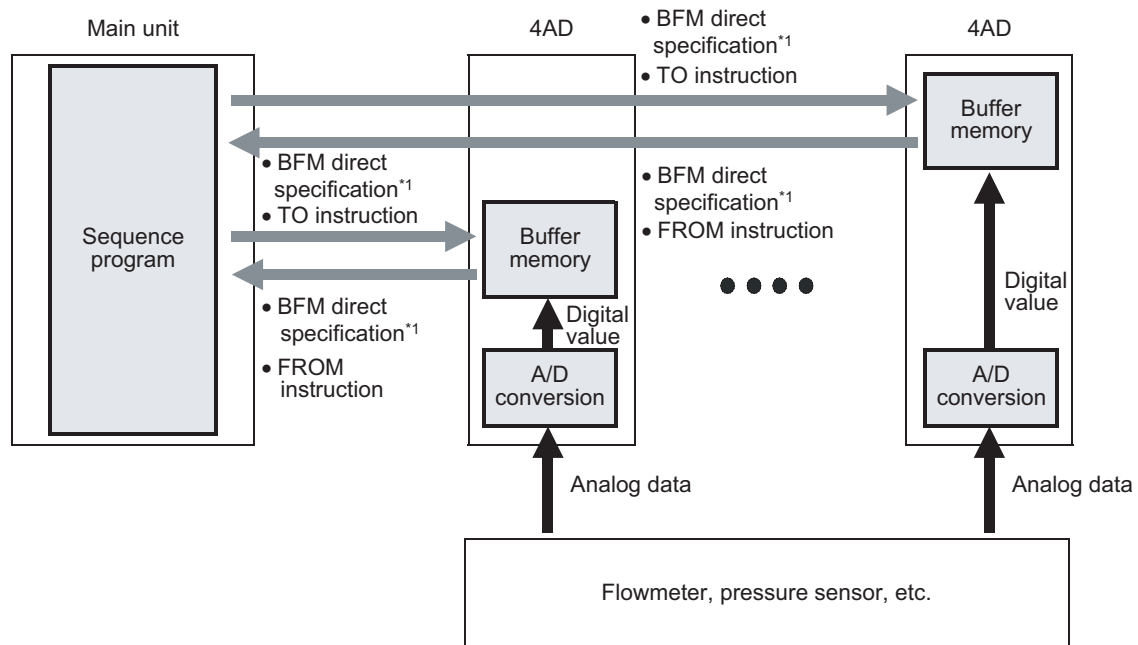 Main unit
4AD
• BFM direct
specification*1
• TO instruction
4AD
Buffer
memory
• BFM direct
specification*1
• TO instruction
• BFM direct
specification*1
• FROM instruction
Sequence
program
Buffer
memory
• BFM direct
specification*1
• FROM
instruction
Digital
value
Digital
value
A/D
conversion
A/D
conversion
Analog data
Analog data
Flowmeter, pressure sensor, etc.